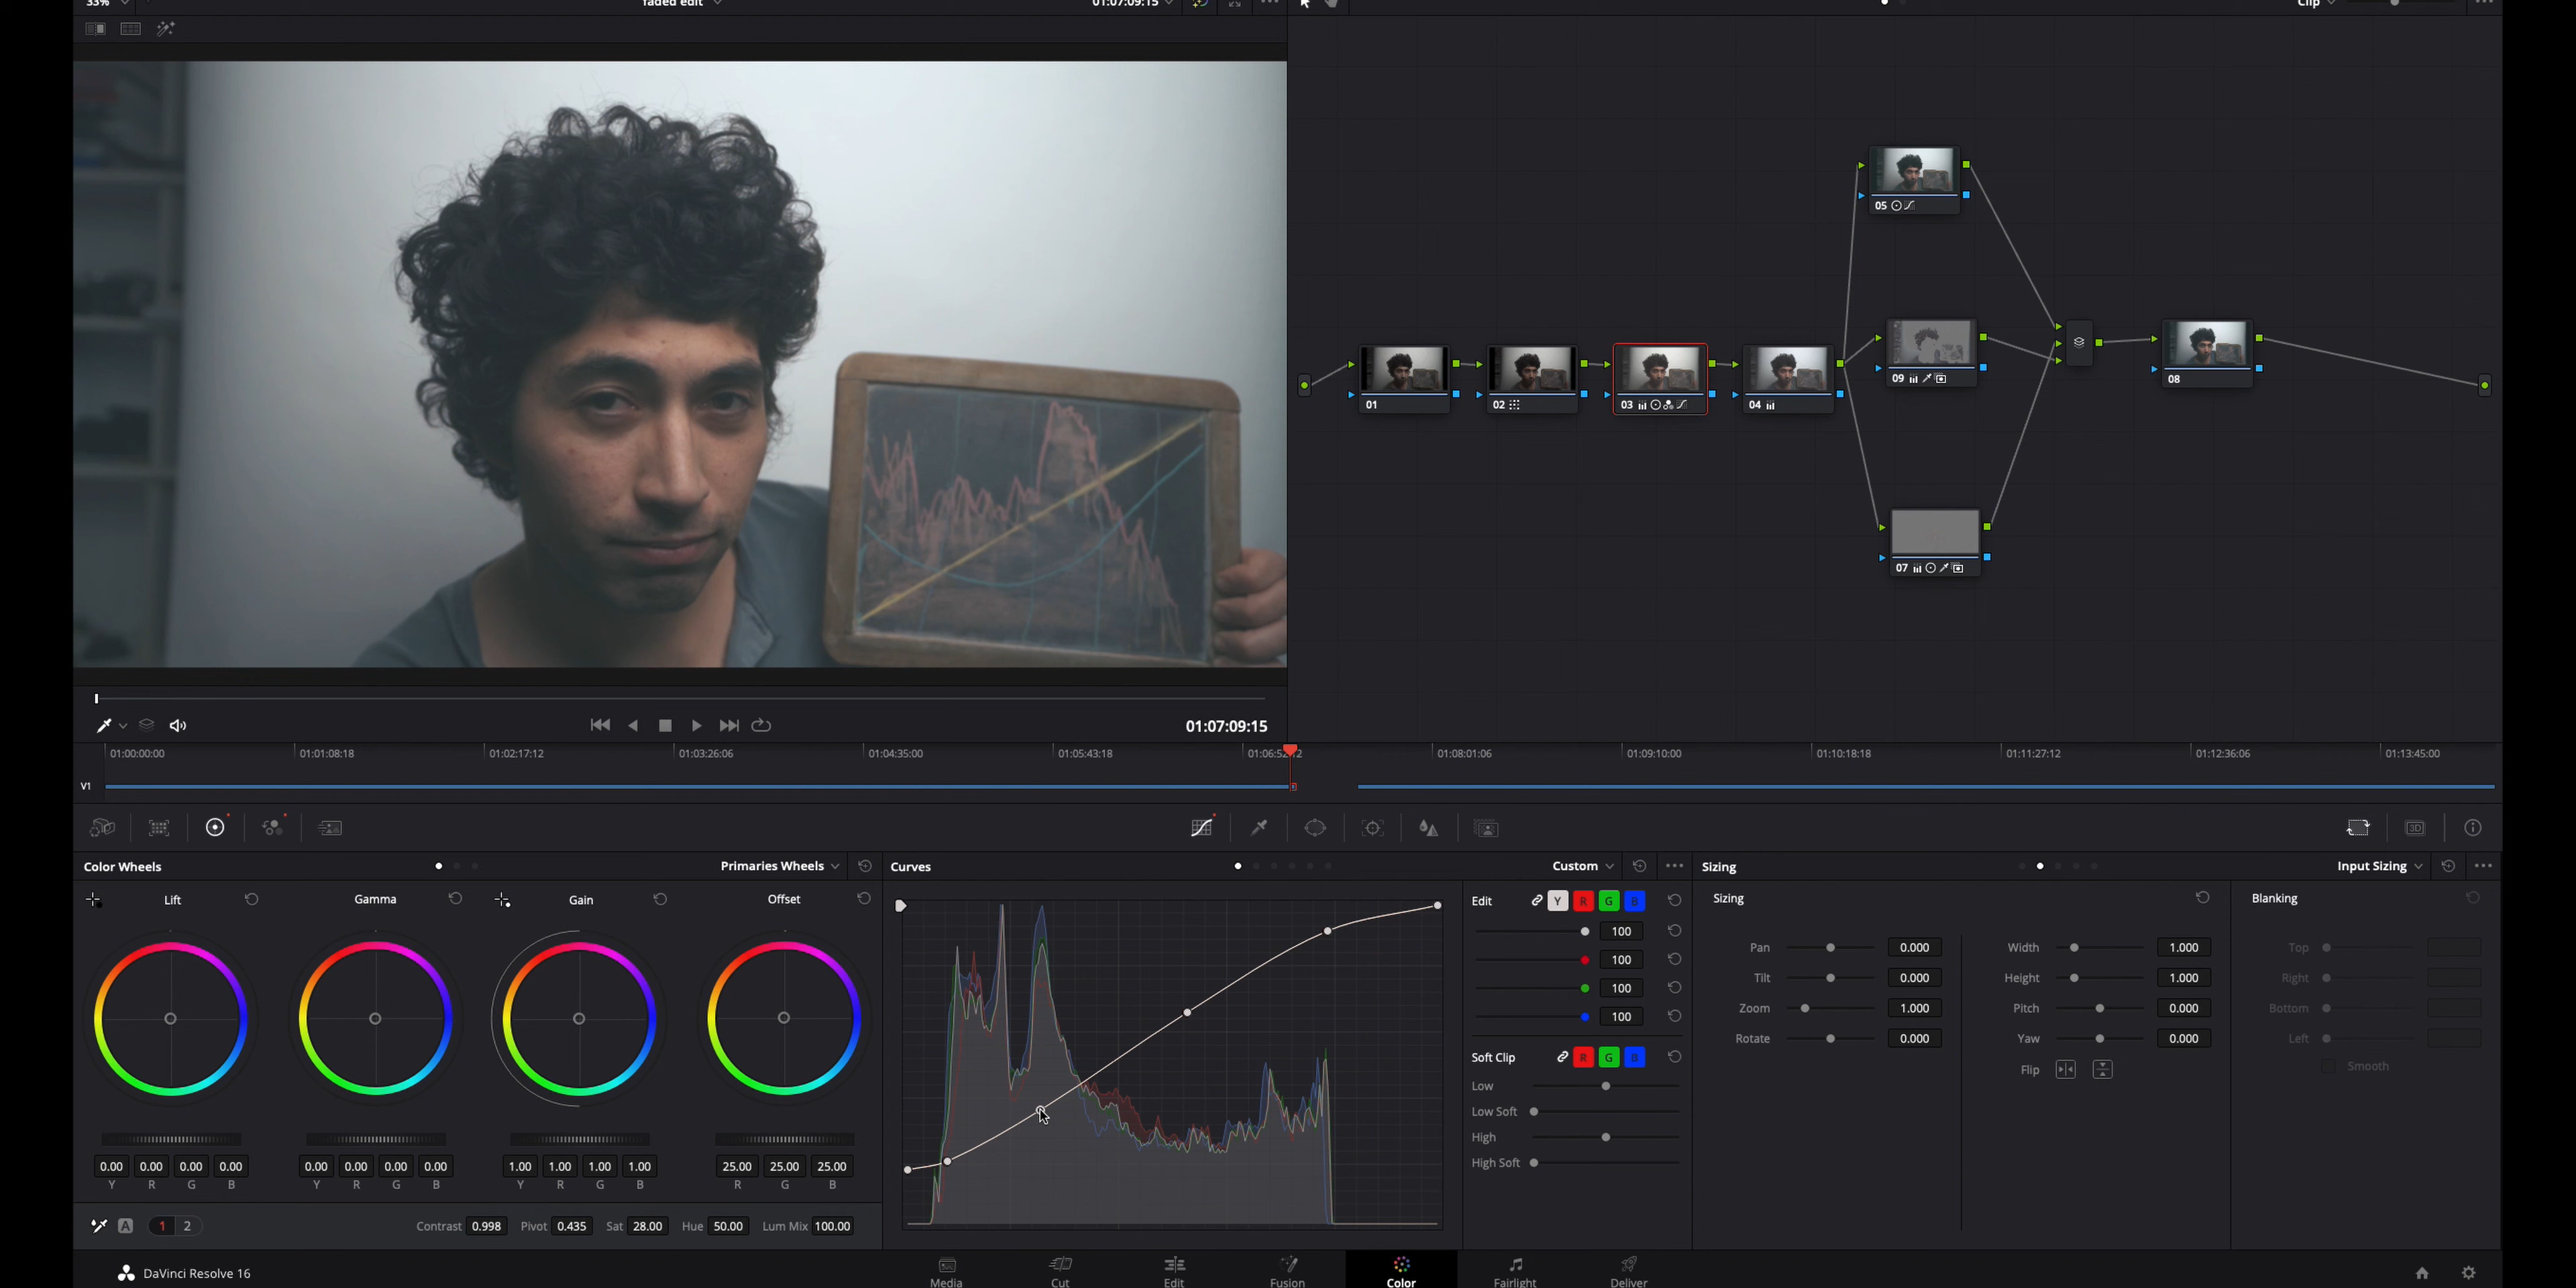 33%
faded edit
01:07:09:15
Clip
05
01
02
03
04
09
08
07
01:07:09:15
01:00:00:00
01:01:08:18
01:02:17:12
01:03:26:06
01:04:35:00
01:05:43:18
01:06:52:12
01:08:01:06
01:09:10:00
01:10:18:18
01:11:27:12
01:12:36:06
01:13:45:00
V1
3D
Color Wheels
Primaries Wheels
Curves
Custom
Sizing
Input Sizing
Lift
Gamma
Gain
Offset
0.00 0.00 0.00 0.00
Y R G B
0.00 0.00 0.00 0.00
Y R G B
1.00 1.00 1.00 1.00
Y R G B
25.00 25.00 25.00
R G B
A 1 2
Contrast 0.998 Pivot 0.435 Sat 28.00 Hue 50.00 Lum Mix 100.00
Edit Y R G B
100
100
100
100
Soft Clip R G B
Low
Low Soft
High
High Soft
Sizing
Pan 0.000
Tilt 0.000
Zoom 1.000
Rotate 0.000
Width 1.000
Height 1.000
Pitch 0.000
Yaw 0.000
Flip
Blanking
Top
Right
Bottom
Left
Smooth
DaVinci Resolve 16
Media
Cut
Edit
Fusion
Color
Fairlight
Deliver